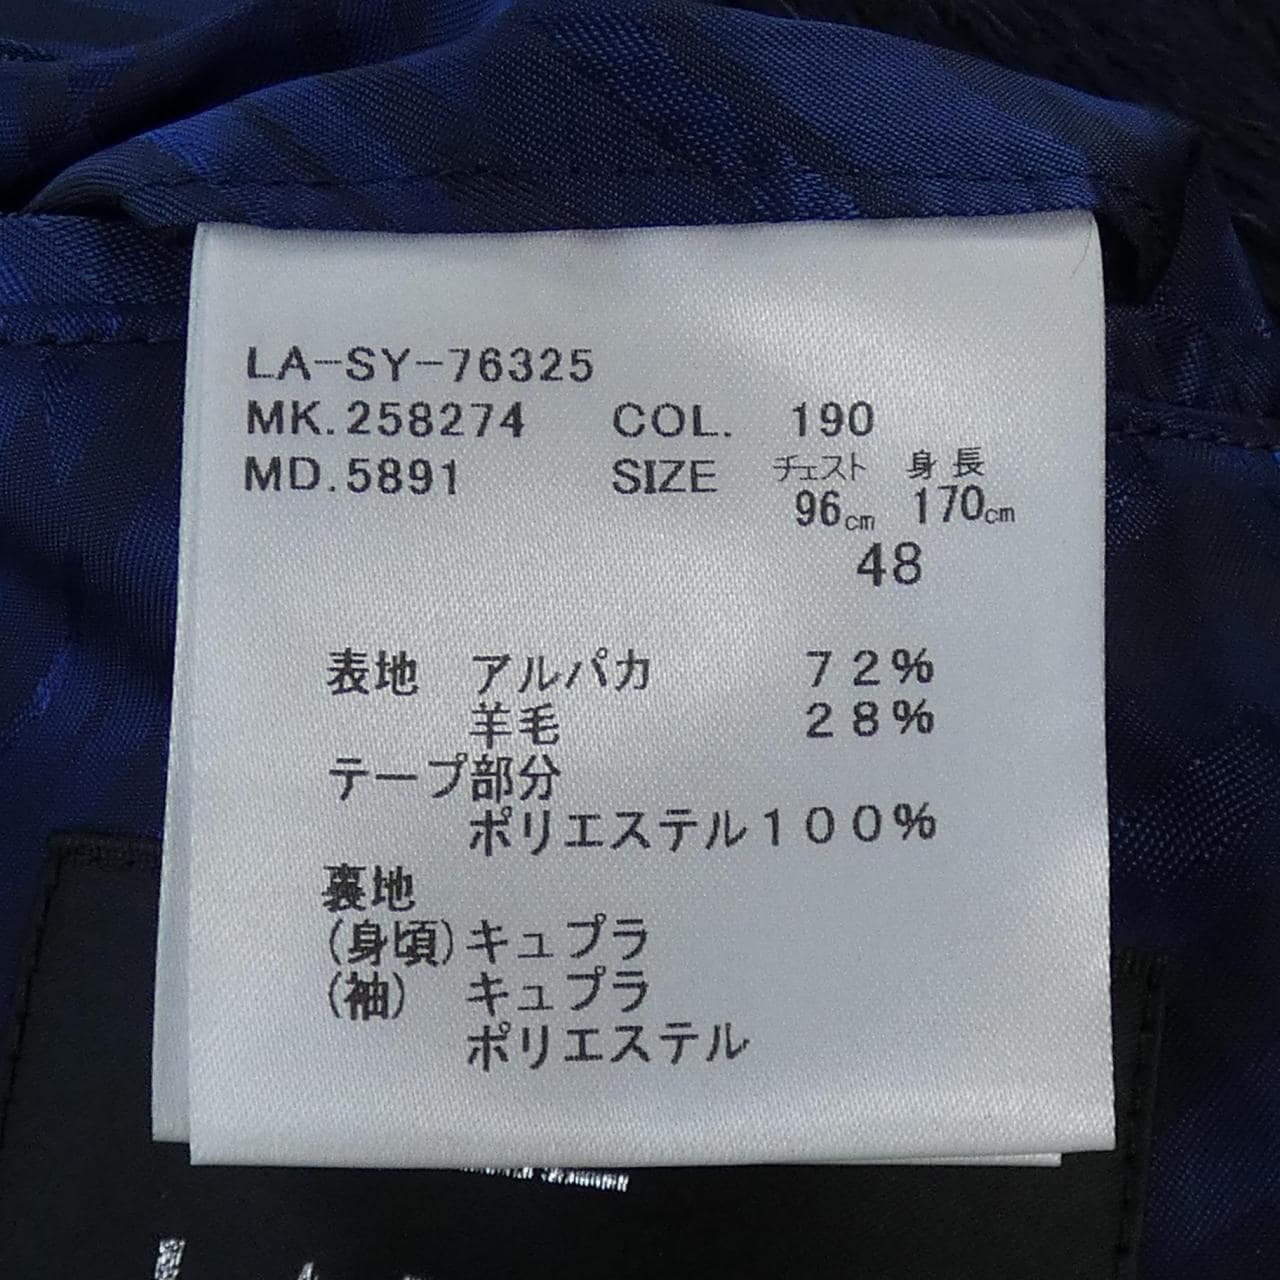 LA-SY-76325
MK.258274 COL. 190
MD.5891 SIZE チェスト 身長
96cm 170cm
48
表地 アルパカ 72%
羊毛 28%
テープ部分
ポリエステル100%
裏地
(身頃)キュプラ
(袖) キュプラ
ポリエステル